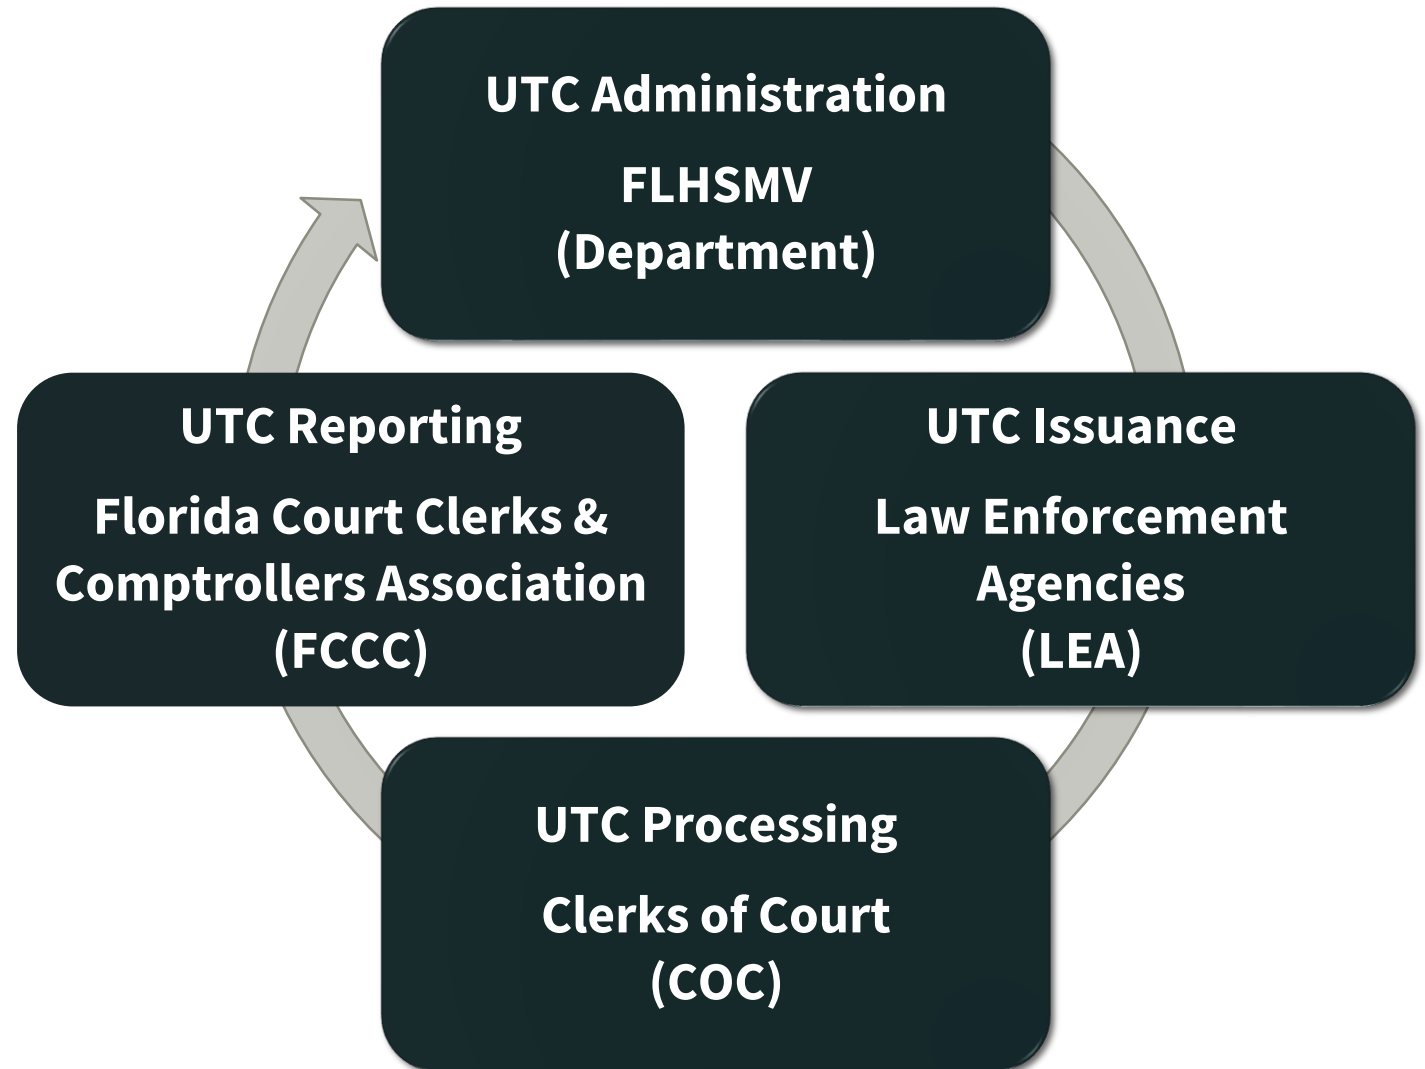 UTC Administration
FLHSMV
(Department)
UTC Issuance
Law Enforcement
Agencies
(LEA)
UTC Processing
Clerks of Court
(COC)
UTC Reporting
Florida Court Clerks &
Comptrollers Association
(FCCC)